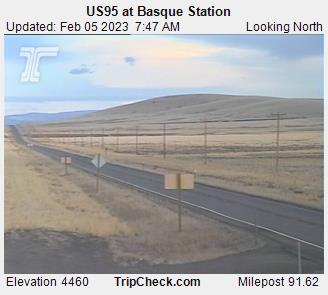 US95 at Basque Station
Updated: Feb 05 2023 7:47 AM Looking North
Elevation 4460 TripCheck.com Milepost 91.62